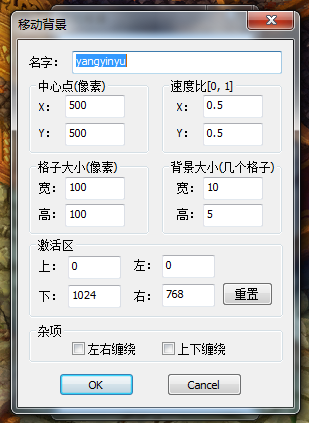 移动背景
名字： yangyinyu
中心点(像素) 速度比[0, 1]
X： 500 X： 0.5
Y： 500 Y： 0.5
格子大小(像素) 背景大小(几个格子)
宽： 100 宽： 10
高： 100 高： 5
激活区
上： 0 左： 0
下： 1024 右： 768 重置
杂项
左右缠绕 上下缠绕
OK Cancel